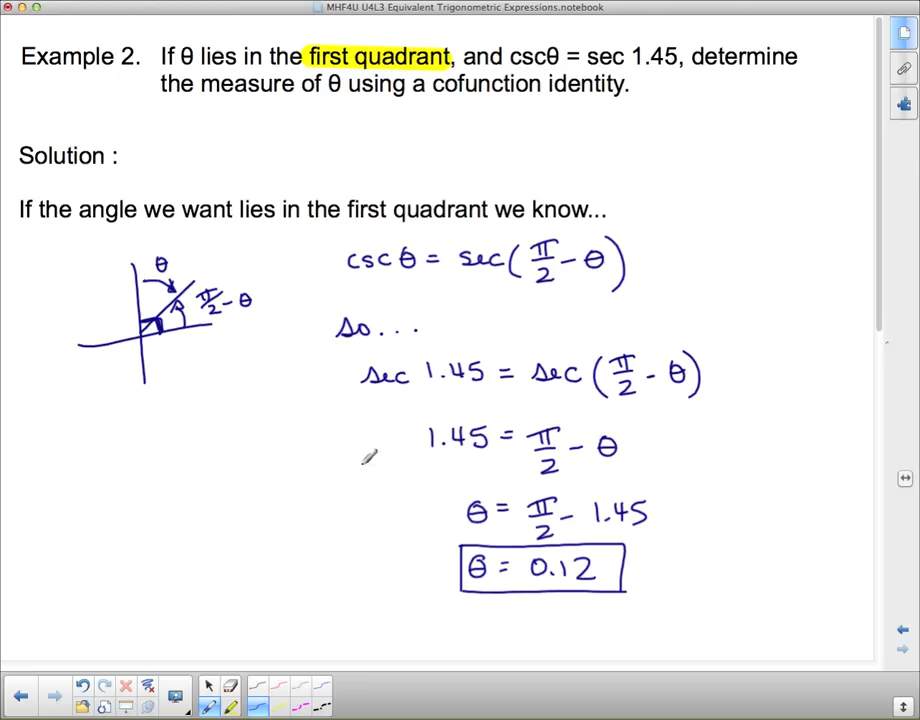 MHF4U U4L3 Equivalent Trigonometric Expressions.notebook
Example 2. If θ lies in the first quadrant, and cscθ = sec 1.45, determine
the measure of θ using a cofunction identity.
Solution :
If the angle we want lies in the first quadrant we know...
csc θ = sec(π/2 - θ)
θ
π/2 - θ
so...
sec 1.45 = sec (π/2 - θ)
1.45 = π/2 - θ
θ = π/2 - 1.45
θ = 0.12